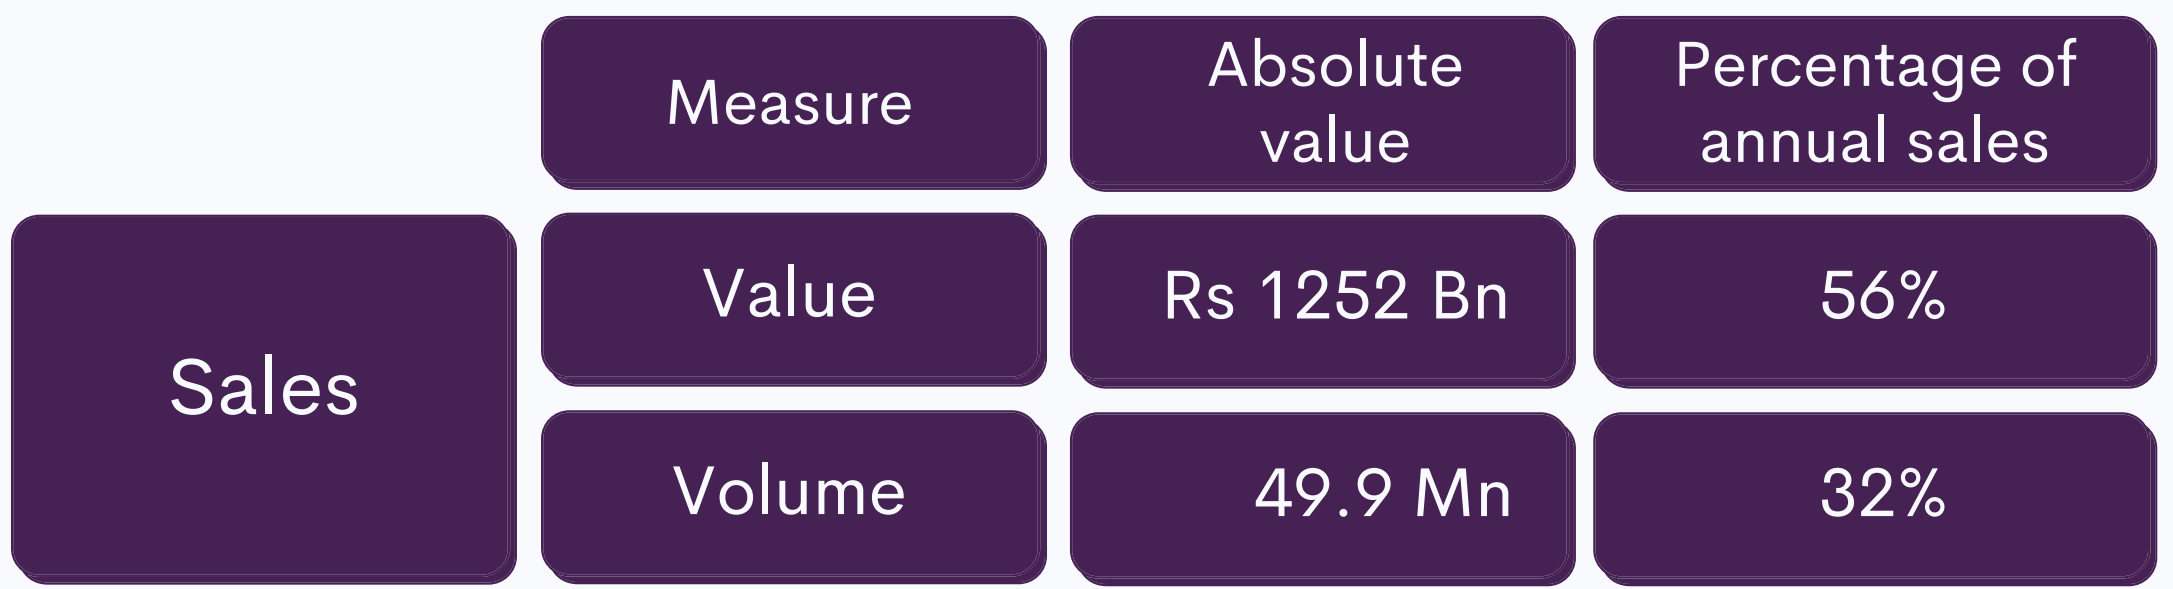 Measure
Absolute
value
Percentage of
annual sales
Sales
Value
Rs 1252 Bn
56%
Volume
49.9 Mn
32%